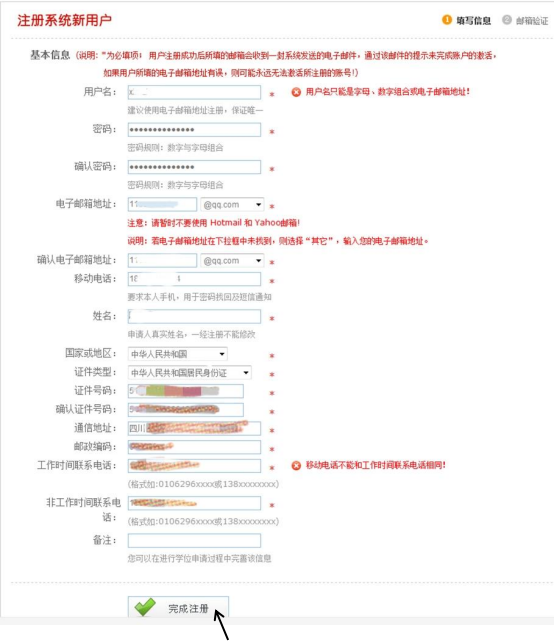 注册系统新用户
1 填写信息 2 邮箱验证
基本信息 (说明: *为必填项; 用户注册成功后所填的邮箱会收到一封系统发送的电子邮件，通过该邮件的提示来完成账户的激活，
如果用户所填的电子邮箱地址有误，则可能永远无法激活所注册的账号!)
用户名： * 用户名只能是字母、数字组合或电子邮箱地址!
建议使用电子邮箱地址注册，保证唯一
密码： ●●●●●●●●●●●●●● *
密码规则：数字与字母组合
确认密码： ●●●●●●●●●●●●●● *
密码规则：数字与字母组合
电子邮箱地址： 11 @qq.com *
注意：请暂时不要使用 Hotmail 和 Yahoo邮箱!
说明：若电子邮箱地址在下拉框中未找到，则选择“其它”，输入您的电子邮箱地址。
确认电子邮箱地址： 1 @qq.com *
移动电话： 18 *
要求本人手机，用于密码找回及短信通知
姓名： *
申请人真实姓名，一经注册不能修改
国家或地区： 中华人民共和国 *
证件类型： 中华人民共和国居民身份证 *
证件号码： 5 *
确认证件号码： 5 *
通信地址： 四川 *
邮政编码： *
工作时间联系电话： * 移动电话不能和工作时间联系电话相同!
(格式如:0106296xxxx或138xxxxxxxx)
非工作时间联系电
话： *
(格式如:0106296xxxx或138xxxxxxxx)
备注：
您可以在进行学位申请过程中完善该信息
完成注册